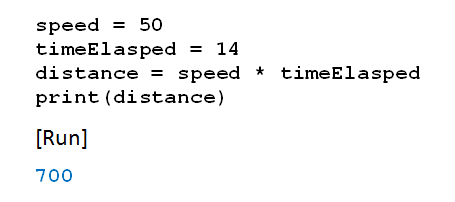 speed = 50
timeElasped = 14
distance = speed * timeElasped
print(distance)
[Run]
700